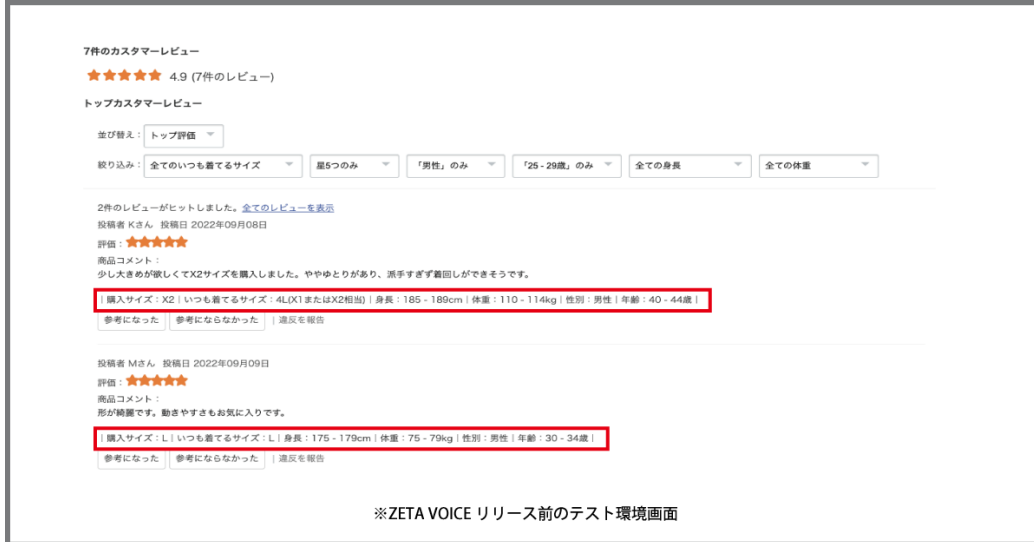 7件のカスタマーレビュー
4.9 (7件のレビュー)
トップカスタマーレビュー
並び替え： トップ評価
絞り込み： 全てのいつも着てるサイズ 星5つのみ 「男性」のみ 「25 - 29歳」のみ 全ての身長 全ての体重
2件のレビューがヒットしました。全てのレビューを表示
投稿者 Kさん 投稿日 2022年09月08日
評価：
商品コメント：
少し大きめが欲しくてX2サイズを購入しました。ややゆとりがあり、派手すぎず着回しができそうです。
| 購入サイズ：X2 | いつも着てるサイズ：4L(X1またはX2相当) | 身長：185 - 189cm | 体重：110 - 114kg | 性別：男性 | 年齢：40 - 44歳 |
参考になった 参考にならなかった | 違反を報告
投稿者 Mさん 投稿日 2022年09月09日
評価：
商品コメント：
形が綺麗です。動きやすさもお気に入りです。
| 購入サイズ：L | いつも着てるサイズ：L | 身長：175 - 179cm | 体重：75 - 79kg | 性別：男性 | 年齢：30 - 34歳 |
参考になった 参考にならなかった | 違反を報告
※ZETA VOICE リリース前のテスト環境画面